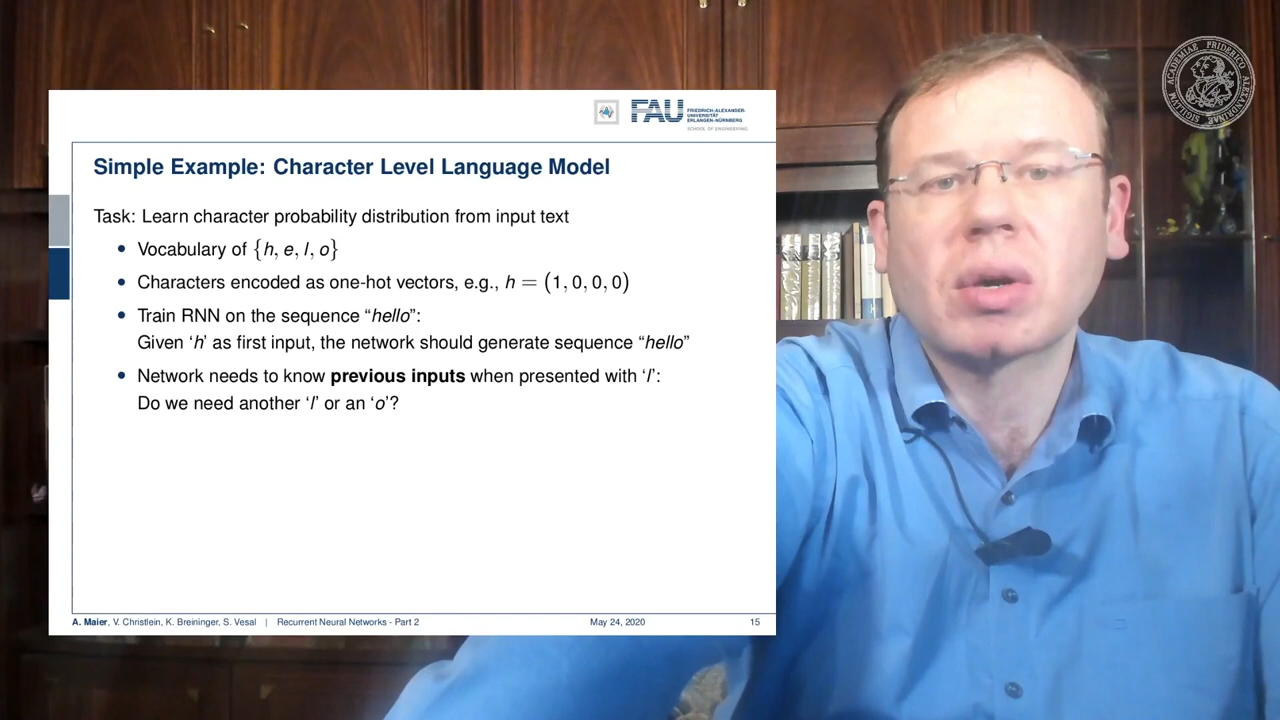 FAU
FRIEDRICH-ALEXANDER-
UNIVERSITÄT
ERLANGEN-NÜRNBERG
SCHOOL OF ENGINEERING
Simple Example: Character Level Language Model
Task: Learn character probability distribution from input text
• Vocabulary of {h, e, l, o}
• Characters encoded as one-hot vectors, e.g., h = (1, 0, 0, 0)
• Train RNN on the sequence “hello”:
Given ‘h’ as first input, the network should generate sequence “hello”
• Network needs to know previous inputs when presented with ‘l’:
Do we need another ‘l’ or an ‘o’?
A. Maier, V. Christlein, K. Breininger, S. Vesal | Recurrent Neural Networks - Part 2 May 24, 2020 15